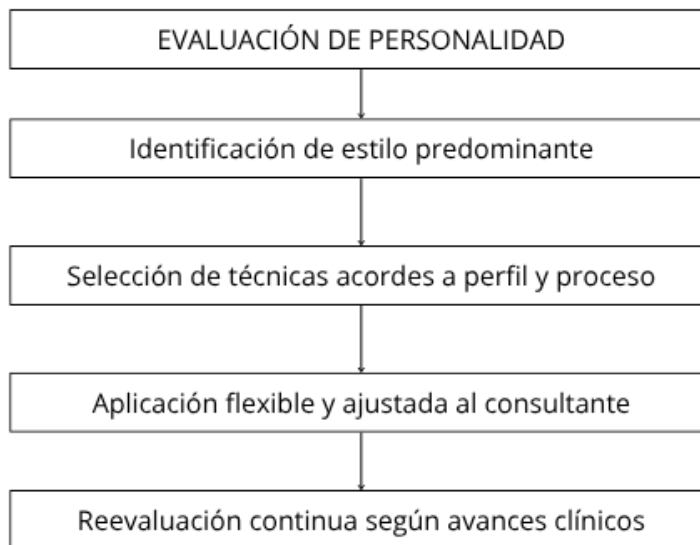 EVALUACIÓN DE PERSONALIDAD
Identificación de estilo predominante
Selección de técnicas acordes a perfil y proceso
Aplicación flexible y ajustada al consultante
Reevaluación continua según avances clínicos